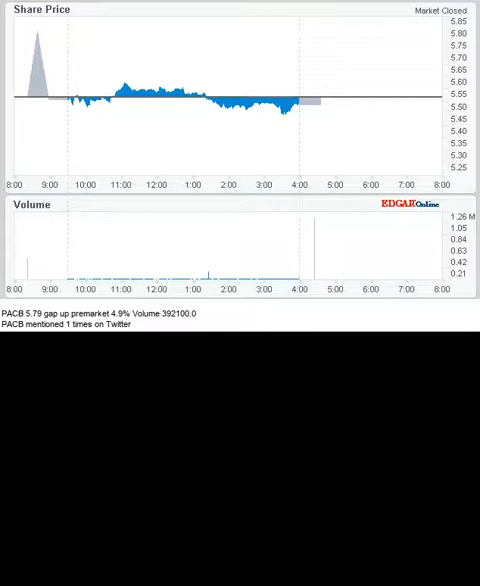 Share Price
Market Closed
5.85
5.80
5.75
5.70
5.65
5.60
5.55
5.50
5.45
5.40
5.35
5.30
5.25
8:00 9:00 10:00 11:00 12:00 1:00 2:00 3:00 4:00 5:00 6:00 7:00 8:00
Volume
EDGAROnline
1.26 M
1.05
0.84
0.63
0.42
0.21
8:00 9:00 10:00 11:00 12:00 1:00 2:00 3:00 4:00 5:00 6:00 7:00 8:00
PACB 5.79 gap up premarket 4.9% Volume 392100.0
PACB mentioned 1 times on Twitter